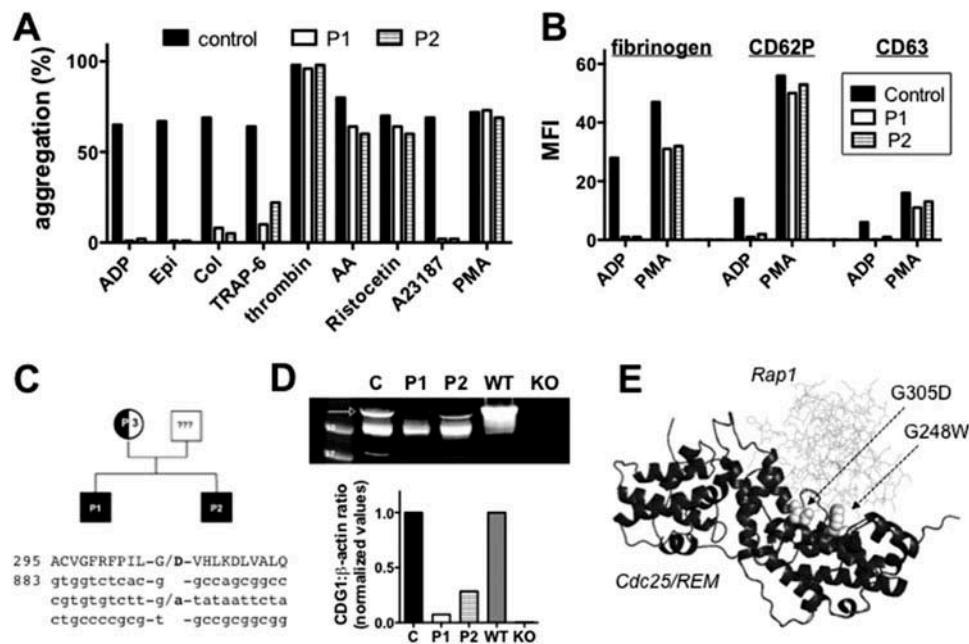 A
control P1 P2
aggregation (%)
100
50
0
ADP
Epi
Col
TRAP-6
thrombin
AA
Ristocetin
A23187
PMA
B
fibrinogen CD62P CD63
Control
P1
P2
MFI
60
40
20
0
ADP
PMA
ADP
PMA
ADP
PMA
C
P 3
???
P1 P2
295 ACVGFRFPIL-G/D-VHLKDLVALQ
883 gtggtctcac-g -gccagcggcc
cgtgtgtctt-g/a-tataattcta
ctgccccgcg-t -gccgcggcgg
D
C P1 P2 WT KO
CDG1:β-actin ratio
(normalized values)
1.0
0.5
0.0
C P1 P2 WT KO
E
Rap1
G305D
G248W
Cdc25/REM